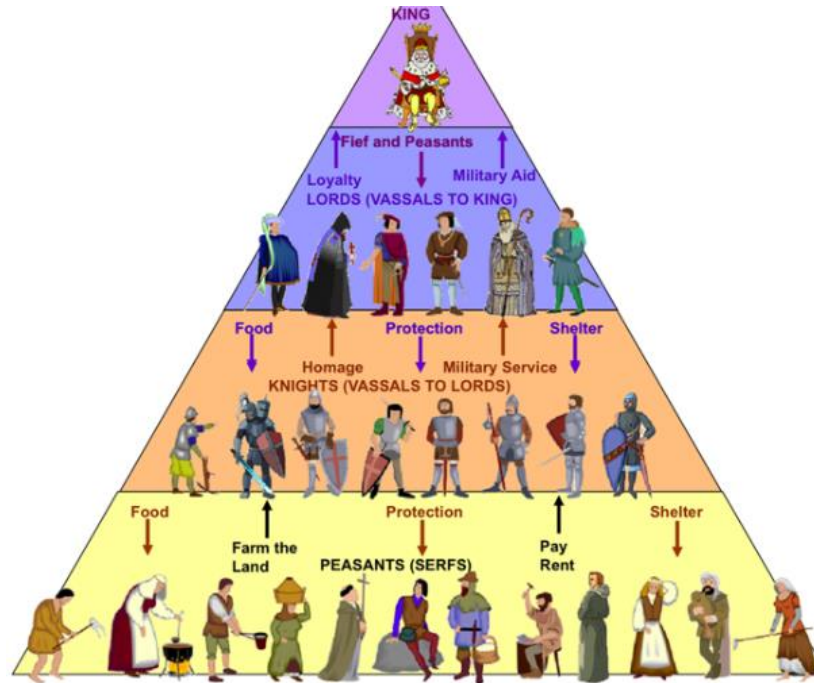 KING
Fief and Peasants
Loyalty
Military Aid
LORDS (VASSALS TO KING)
Food
Protection
Shelter
Homage
Military Service
KNIGHTS (VASSALS TO LORDS)
Food
Protection
Shelter
Farm the
Land
Pay
Rent
PEASANTS (SERFS)